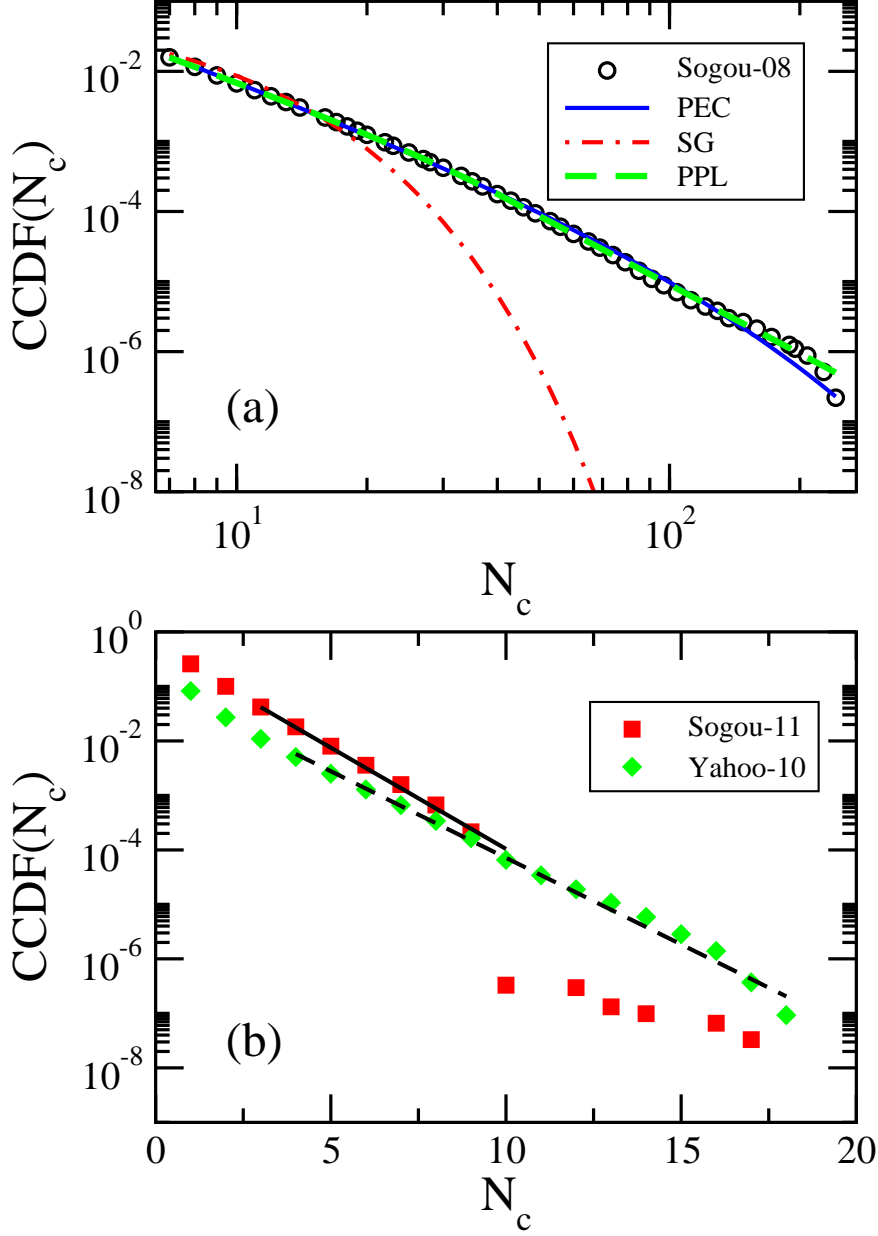 CCDF(N_c)
10^-2
10^-4
10^-6
10^-8
Sogou-08
PEC
SG
PPL
(a)
10^1
10^2
N_c
CCDF(N_c)
10^0
10^-2
10^-4
10^-6
10^-8
Sogou-11
Yahoo-10
(b)
0
5
10
15
20
N_c